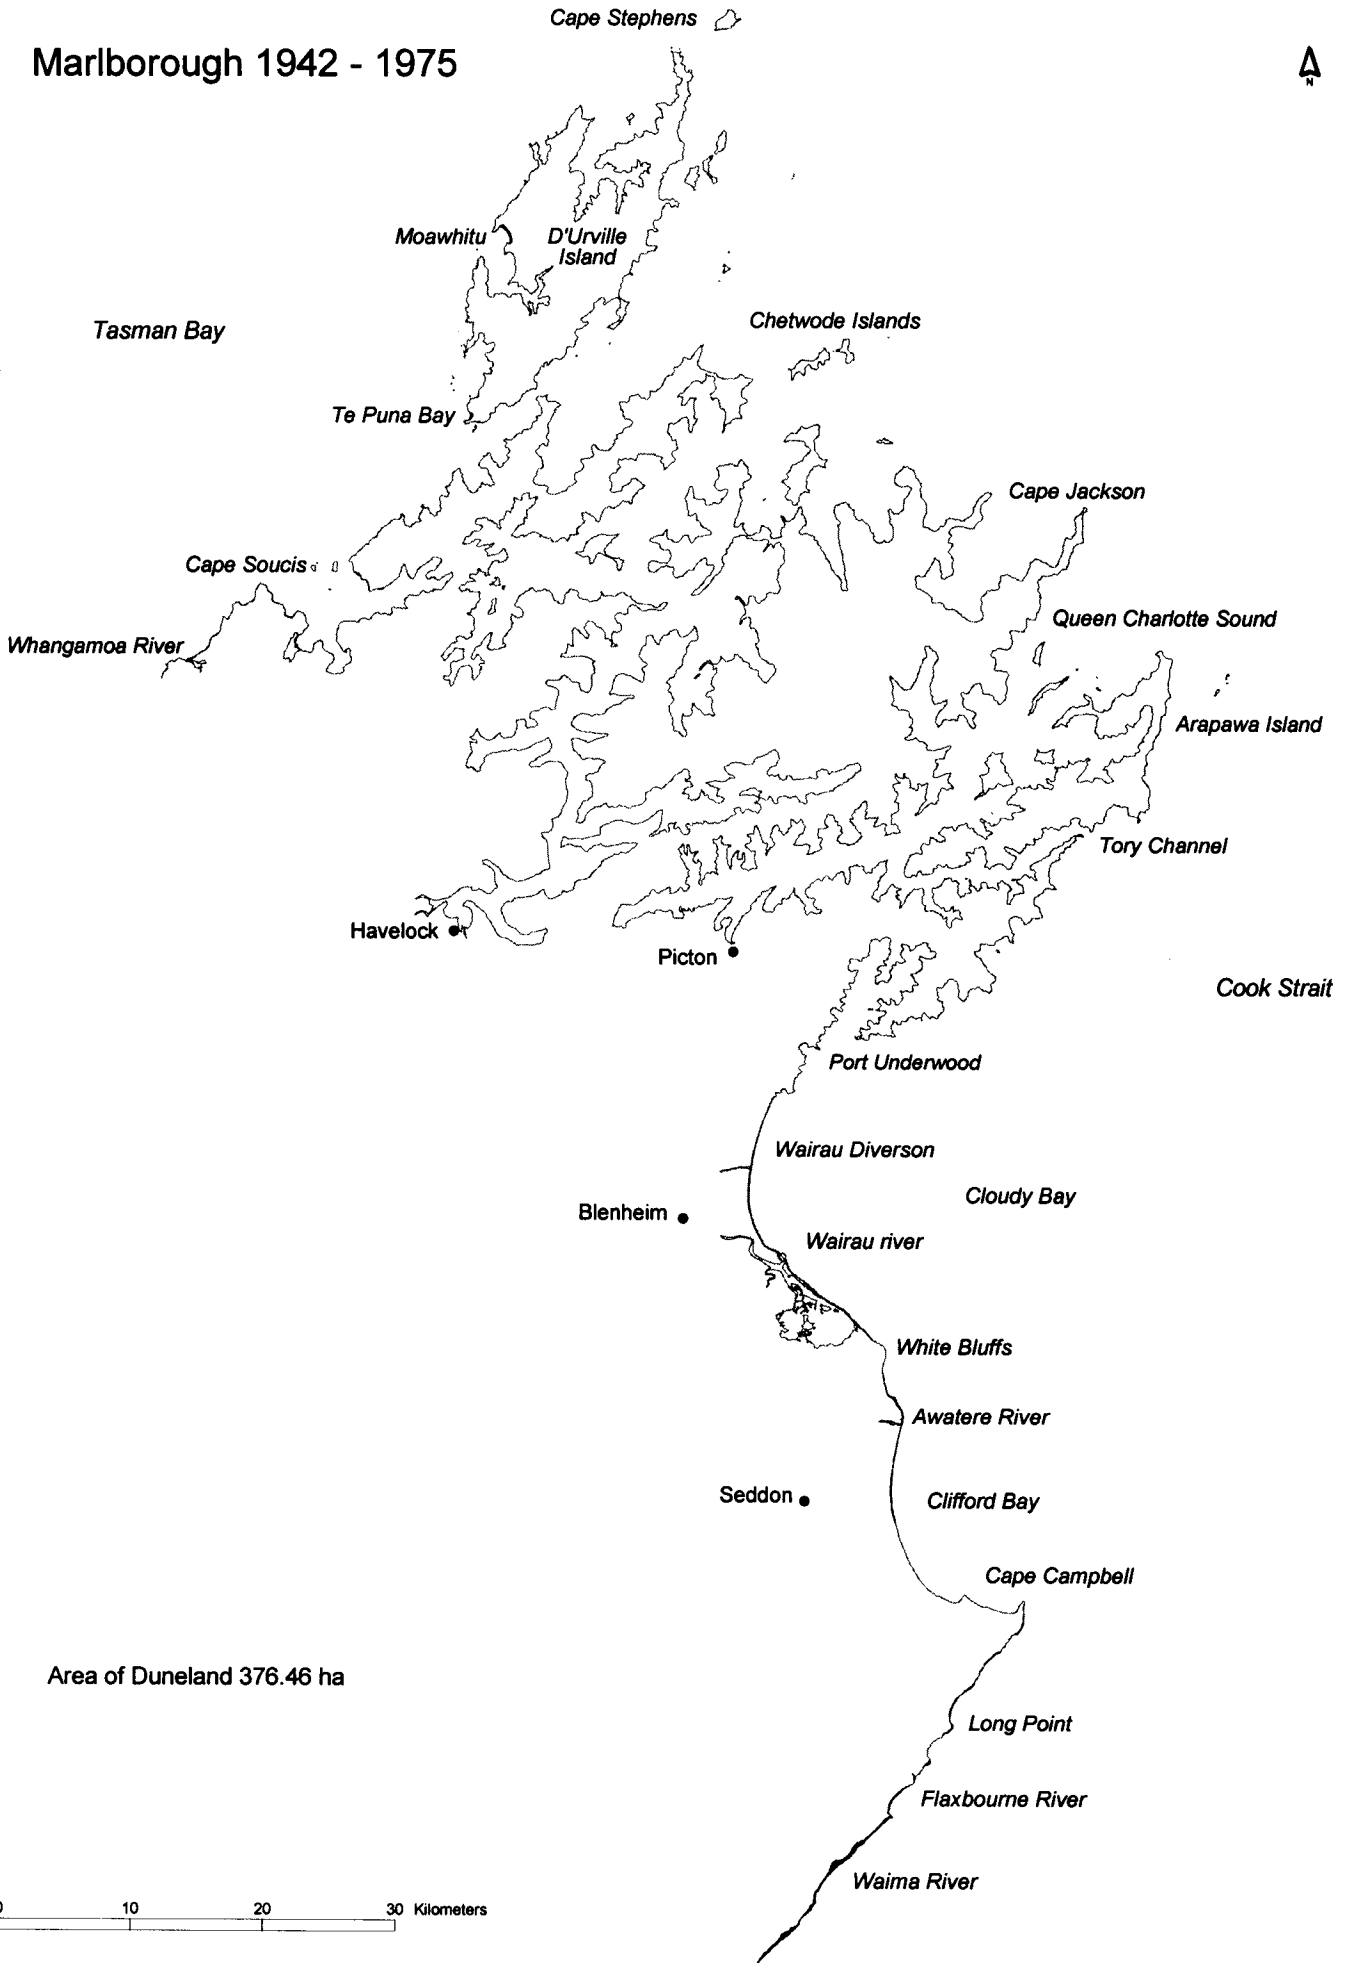 Cape Stephens
Marlborough 1942 - 1975
N
Moawhitu
D'Urville
Island
Tasman Bay
Chetwode Islands
Te Puna Bay
Cape Jackson
Cape Soucis
Queen Charlotte Sound
Whangamoa River
Arapawa Island
Tory Channel
Havelock
Picton
Cook Strait
Port Underwood
Wairau Diverson
Cloudy Bay
Blenheim
Wairau river
White Bluffs
Awatere River
Seddon
Clifford Bay
Cape Campbell
Area of Duneland 376.46 ha
Long Point
Flaxbourne River
Waima River
0 10 20 30 Kilometers